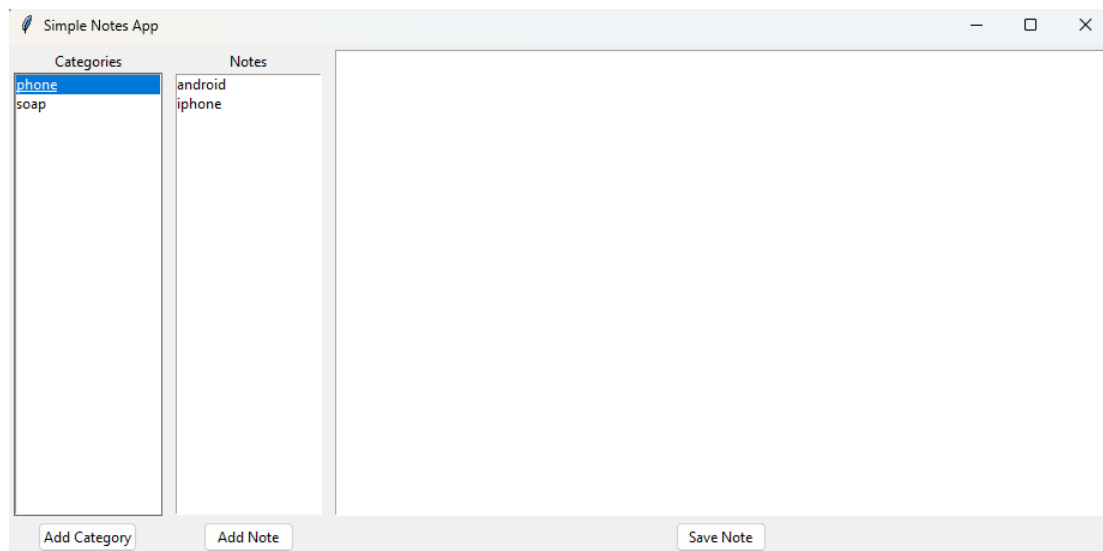 Simple Notes App
Categories
Notes
phone
soap
android
iphone
Add Category
Add Note
Save Note